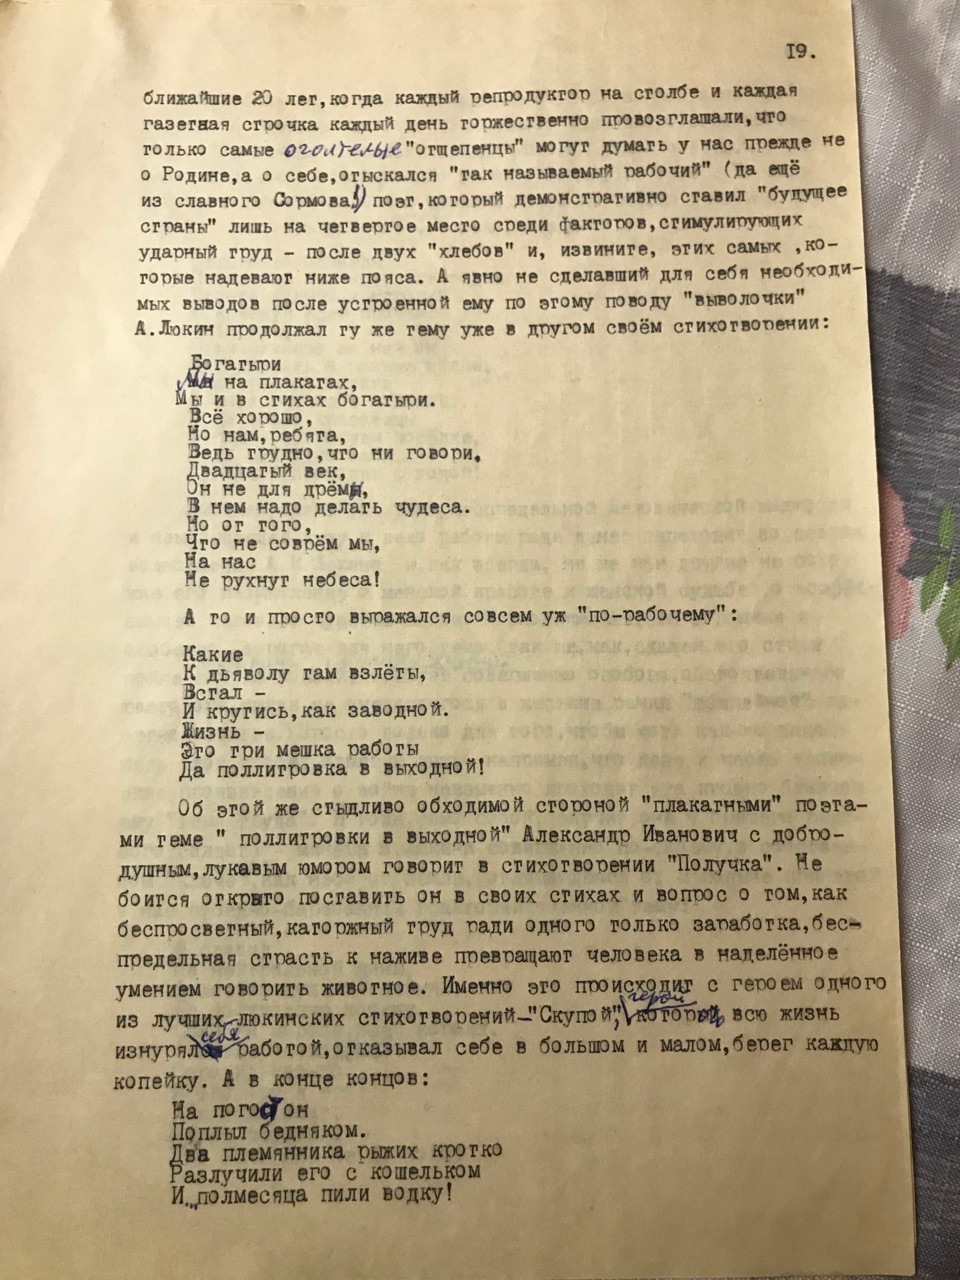 19.
ближайшие 20 лет,когда каждый репродуктор на столбе и каждая
газетная строчка каждый день торжественно провозглашали,что
только самые оголтелые "отщепенцы" могут думать у нас прежде не
о Родине,а о себе,отыскался "так называемый рабочий" (да ещё
из славного Сормова!) поэт,который демонстративно ставил "будущее
страны" лишь на четвертое место среди факторов,стимулирующих
ударный труд – после двух "хлебов" и, извините, этих самых ,ко-
торые надевают ниже пояса. А явно не сделавший для себя необходи-
мых выводов после устроенной ему по этому поводу "выволочки"
А.Люкин продолжал ту же тему уже в другом своём стихотворении:
Богатыри
Мы на плакатах,
Мы и в стихах богатыри.
Всё хорошо,
Но нам,ребята,
Ведь трудно,что ни говори.
Двадцатый век,
Он не для дрёмы,
В нем надо делать чудеса.
Но от того,
Что не соврём мы,
На нас
Не рухнут небеса!
А то и просто выражался совсем уж "по-рабочему":
Какие
К дьяволу там взлёты,
Встал –
И крутись,как заводной.
Жизнь –
Это три мешка работы
Да поллитровка в выходной!
Об этой же стыдливо обходимой стороной "плакатными" поэта-
ми теме " поллитровки в выходной" Александр Иванович с добро-
душным,лукавым юмором говорит в стихотворении "Получка". Не
боится открыто поставить он в своих стихах и вопрос о том,как
беспросветный,каторжный труд ради одного только заработка,бес-
предельная страсть к наживе превращают человека в наделённое
умением говорить животное. Именно это происходит с героем одного
из лучших люкинских стихотворений–"Скупой", герой которого всю жизнь
изнурял себя работой,отказывал себе в большом и малом,берег каждую
копейку. А в конце концов:
На погост он
Поплыл бедняком.
Два племянника рыжих кротко
Разлучили его с кошельком
И полмесяца пили водку!